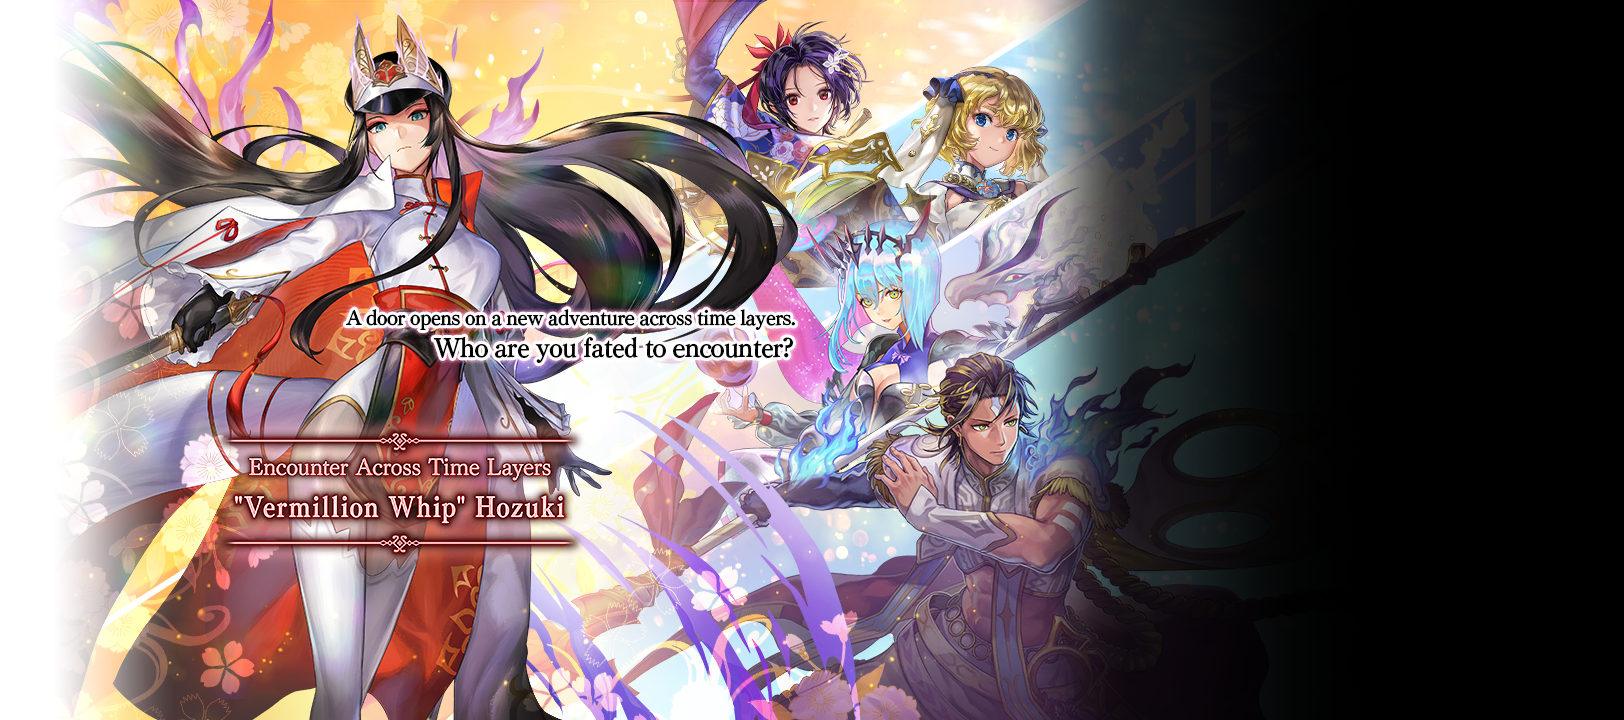 A door opens on a new adventure across time layers.
Who are you fated to encounter?
Encounter Across Time Layers
"Vermillion Whip" Hozuki